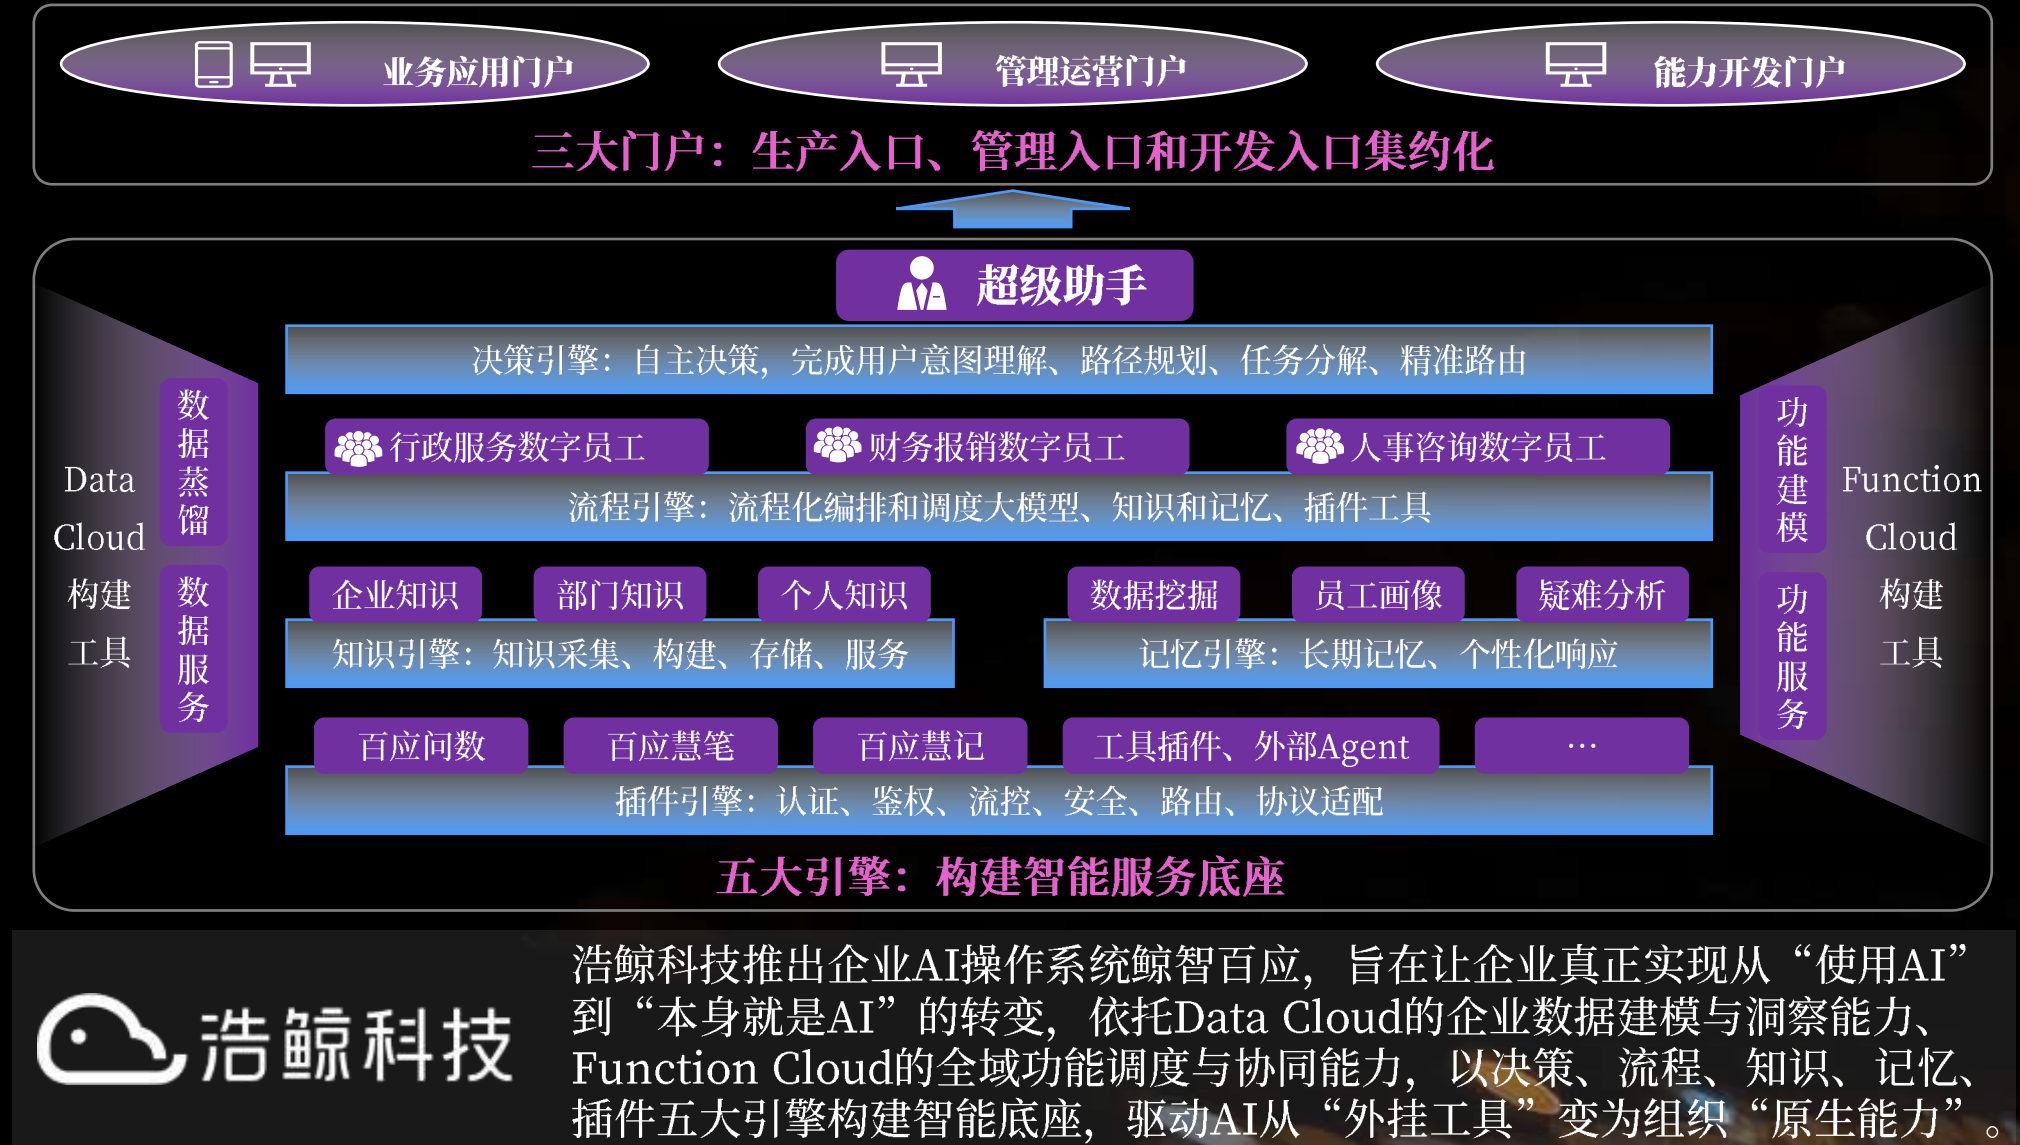 业务应用门户
管理运营门户
能力开发门户
三大门户：生产入口、管理入口和开发入口集约化
超级助手
决策引擎：自主决策，完成用户意图理解、路径规划、任务分解、精准路由
行政服务数字员工
财务报销数字员工
人事咨询数字员工
流程引擎：流程化编排和调度大模型、知识和记忆、插件工具
企业知识
部门知识
个人知识
知识引擎：知识采集、构建、存储、服务
数据挖掘
员工画像
疑难分析
记忆引擎：长期记忆、个性化响应
百应问数
百应慧笔
百应慧记
工具插件、外部Agent
…
插件引擎：认证、鉴权、流控、安全、路由、协议适配
Data
Cloud
构建
工具
数据蒸馏
数据服务
功能建模
功能服务
Function
Cloud
构建
工具
五大引擎：构建智能服务底座
浩鲸科技
浩鲸科技推出企业AI操作系统鲸智百应，旨在让企业真正实现从“使用AI”
到“本身就是AI”的转变，依托Data Cloud的企业数据建模与洞察能力、
Function Cloud的全域功能调度与协同能力，以决策、流程、知识、记忆、
插件五大引擎构建智能底座，驱动AI从“外挂工具”变为组织“原生能力”。